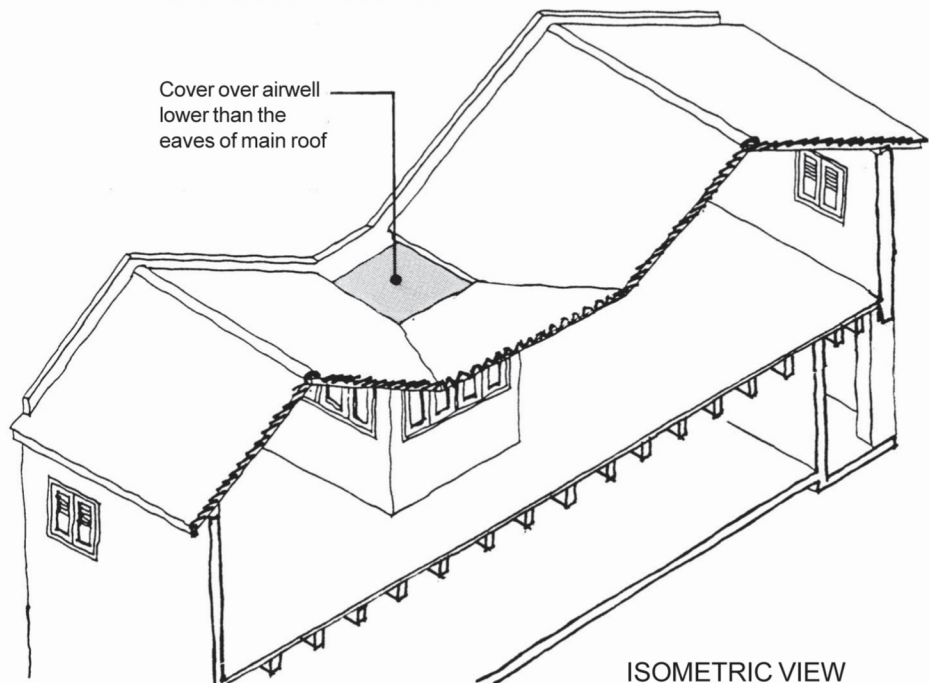 Cover over airwell
lower than the
eaves of main roof
ISOMETRIC VIEW